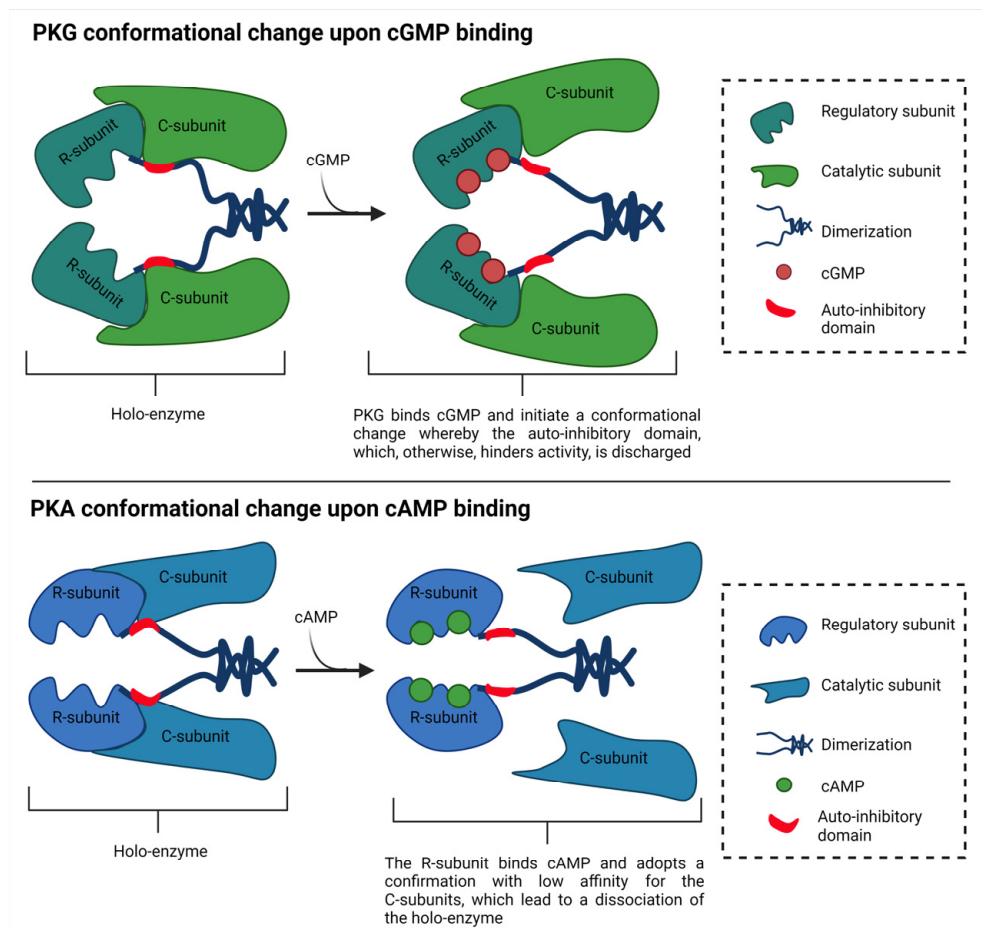 PKG conformational change upon cGMP binding
R-subunit
C-subunit
cGMP
R-subunit
C-subunit
Holo-enzyme
C-subunit
R-subunit
R-subunit
C-subunit
PKG binds cGMP and initiate a conformational
change whereby the auto-inhibitory domain,
which, otherwise, hinders activity, is discharged
Regulatory subunit
Catalytic subunit
Dimerization
cGMP
Auto-inhibitory
domain
PKA conformational change upon cAMP binding
R-subunit
C-subunit
cAMP
R-subunit
C-subunit
Holo-enzyme
R-subunit
C-subunit
R-subunit
C-subunit
The R-subunit binds cAMP and adopts a
confirmation with low affinity for the
C-subunits, which lead to a dissociation of
the holo-enzyme
Regulatory subunit
Catalytic subunit
Dimerization
cAMP
Auto-inhibitory
domain